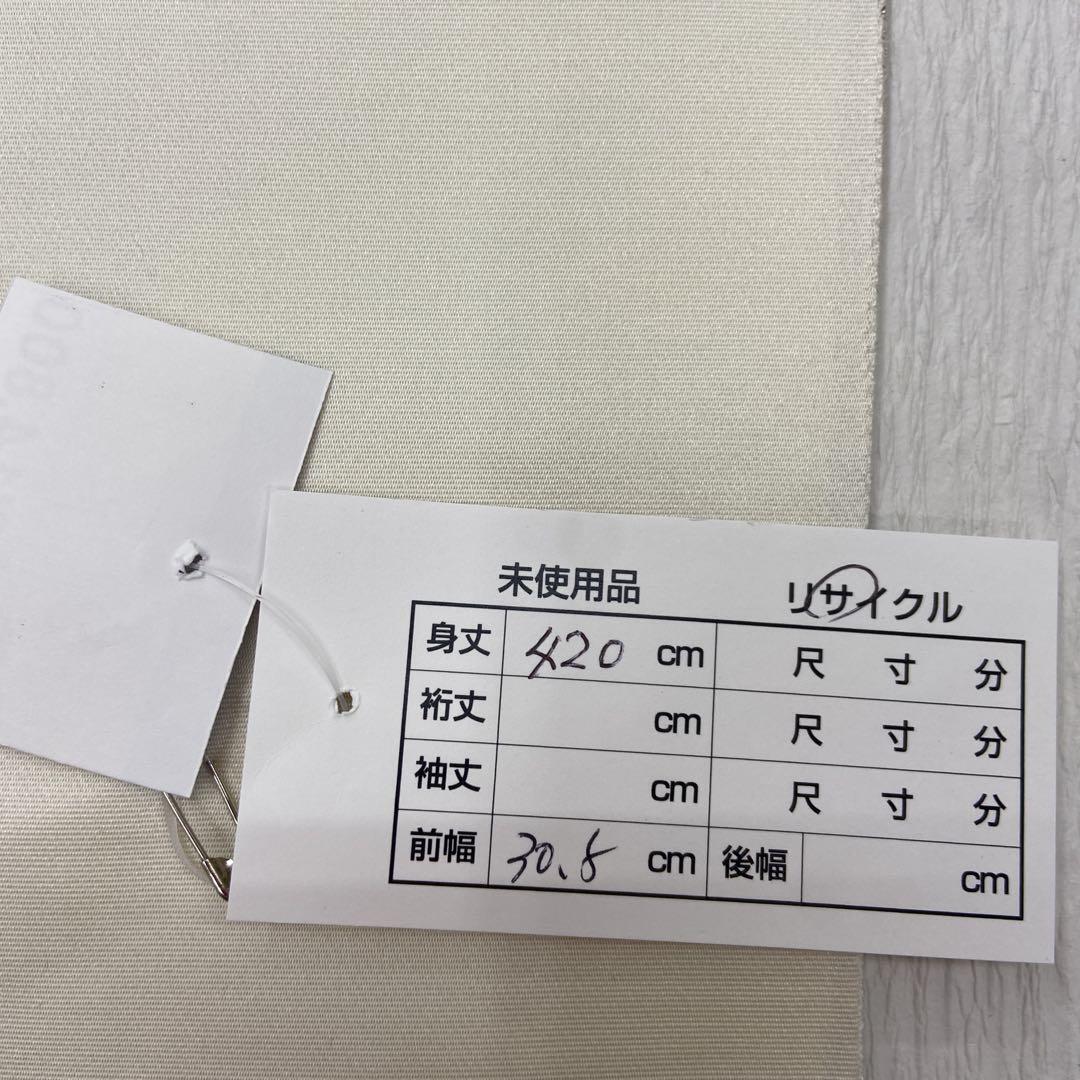 未使用品 リサイクル
身丈 420 cm 尺 寸 分
裄丈 cm 尺 寸 分
袖丈 cm 尺 寸 分
前幅 30.5 cm 後幅 cm